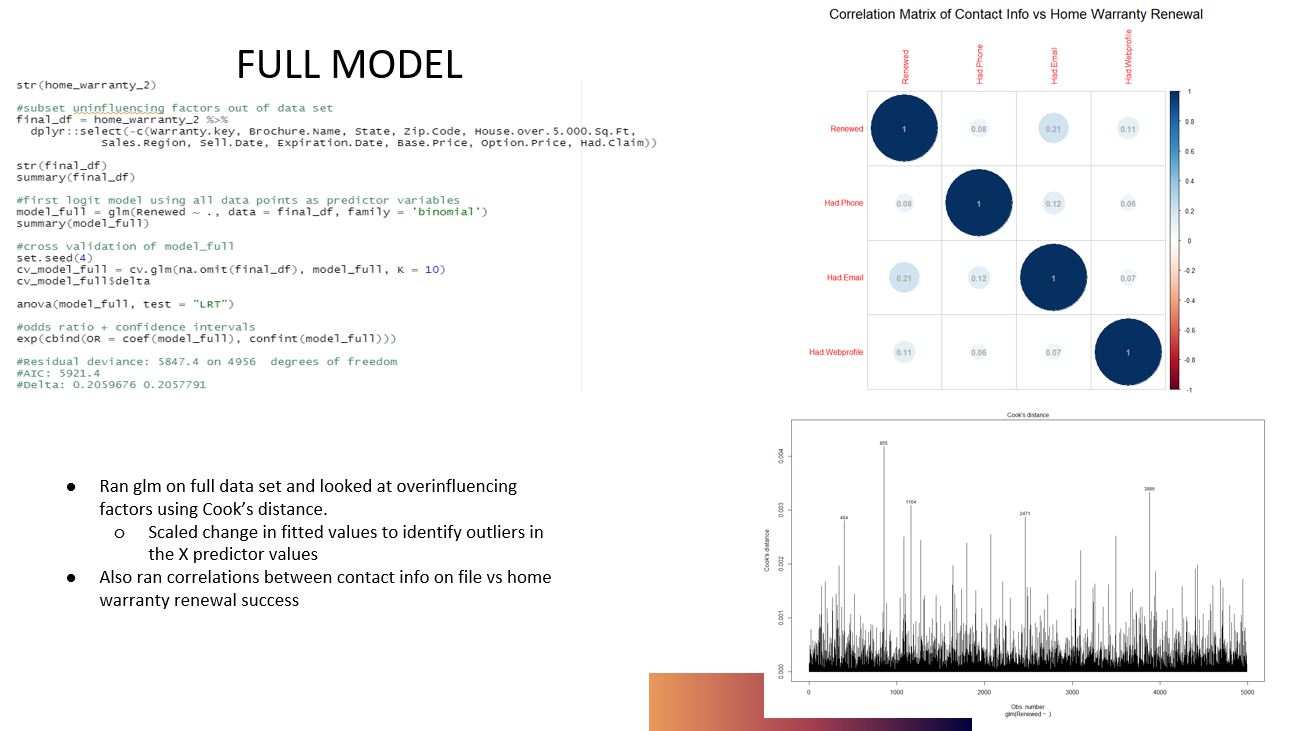 FULL MODEL
str(home_warranty_2)
#subset uninfluencing factors out of data set
final_df = home_warranty_2 %>%
dplyr::select(-c(warranty.key, Brochure.Name, State, Zip.Code, House.over.5.000.Sq.Ft,
Sales.Region, Sell.Date, Expiration.Date, Base.Price, Option.Price, Had.Claim))
str(final_df)
summary(final_df)
#first logit model using all data points as predictor variables
model_full = glm(Renewed ~ ., data = final_df, family = 'binomial')
summary(model_full)
#cross validation of model_full
set.seed(4)
cv_model_full = cv.glm(na.omit(final_df), model_full, K = 10)
cv_model_full$delta
anova(model_full, test = "LRT")
#odds ratio + confidence intervals
exp(cbind(OR = coef(model_full), confint(model_full)))
#Residual deviance: 5847.4 on 4956  degrees of freedom
#AIC: 5921.4
#Delta: 0.2059676 0.2057791
● Ran glm on full data set and looked at overinfluencing
factors using Cook's distance.
○ Scaled change in fitted values to identify outliers in
the X predictor values
● Also ran correlations between contact info on file vs home
warranty renewal success
Correlation Matrix of Contact Info vs Home Warranty Renewal
Renewed Had.Phone Had.Email Had.Webprofile
Renewed 1 0.08 0.21 0.11
Had.Phone 0.08 1 0.12 0.06
Had.Email 0.21 0.12 1 0.07
Had.Webprofile 0.11 0.06 0.07 1
1
0.8
0.6
0.4
0.2
0
-0.2
-0.4
-0.6
-0.8
-1
Cook's distance
Cook's distance
0.004
0.003
0.002
0.001
0.000
855
3886
1164
2471
404
0 1000 2000 3000 4000 5000
Obs. number
glm(Renewed ~ .)